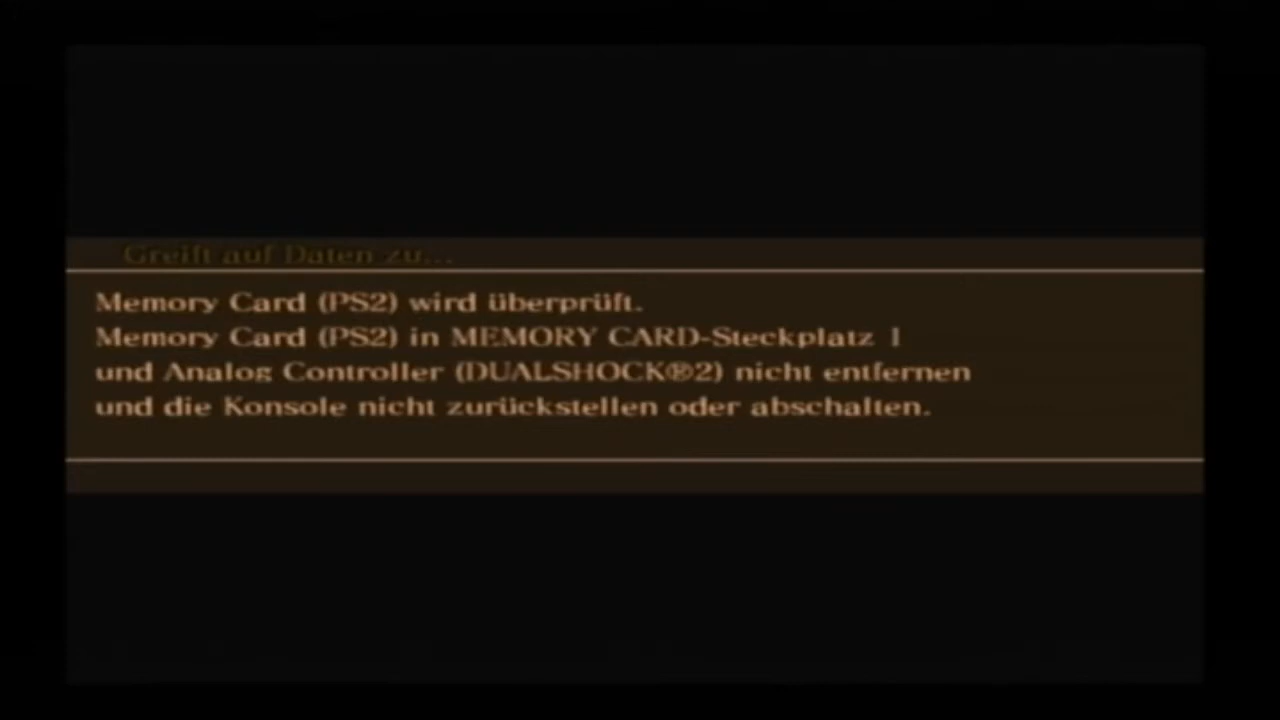 Greift auf Daten zu...
Memory Card (PS2) wird überprüft.
Memory Card (PS2) in MEMORY CARD-Steckplatz 1
und Analog Controller (DUALSHOCK®2) nicht entfernen
und die Konsole nicht zurückstellen oder abschalten.